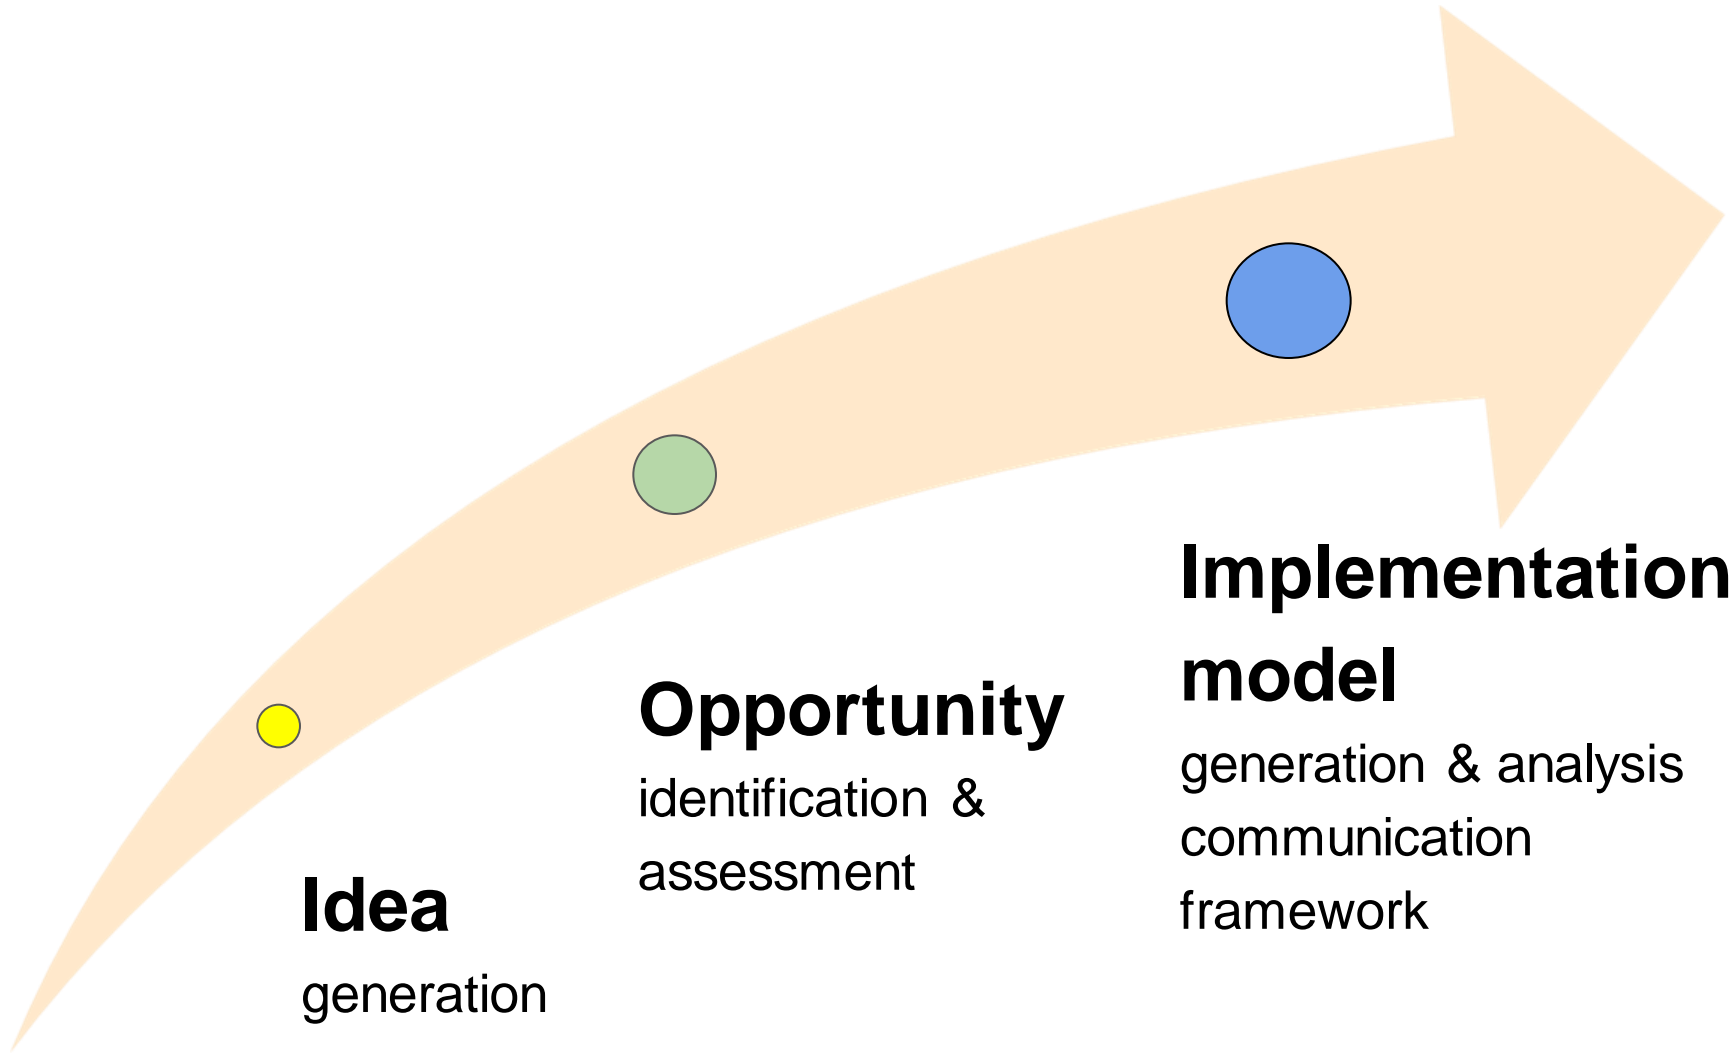 Idea
generation
Opportunity
identification &
assessment
Implementation
model
generation & analysis
communication
framework